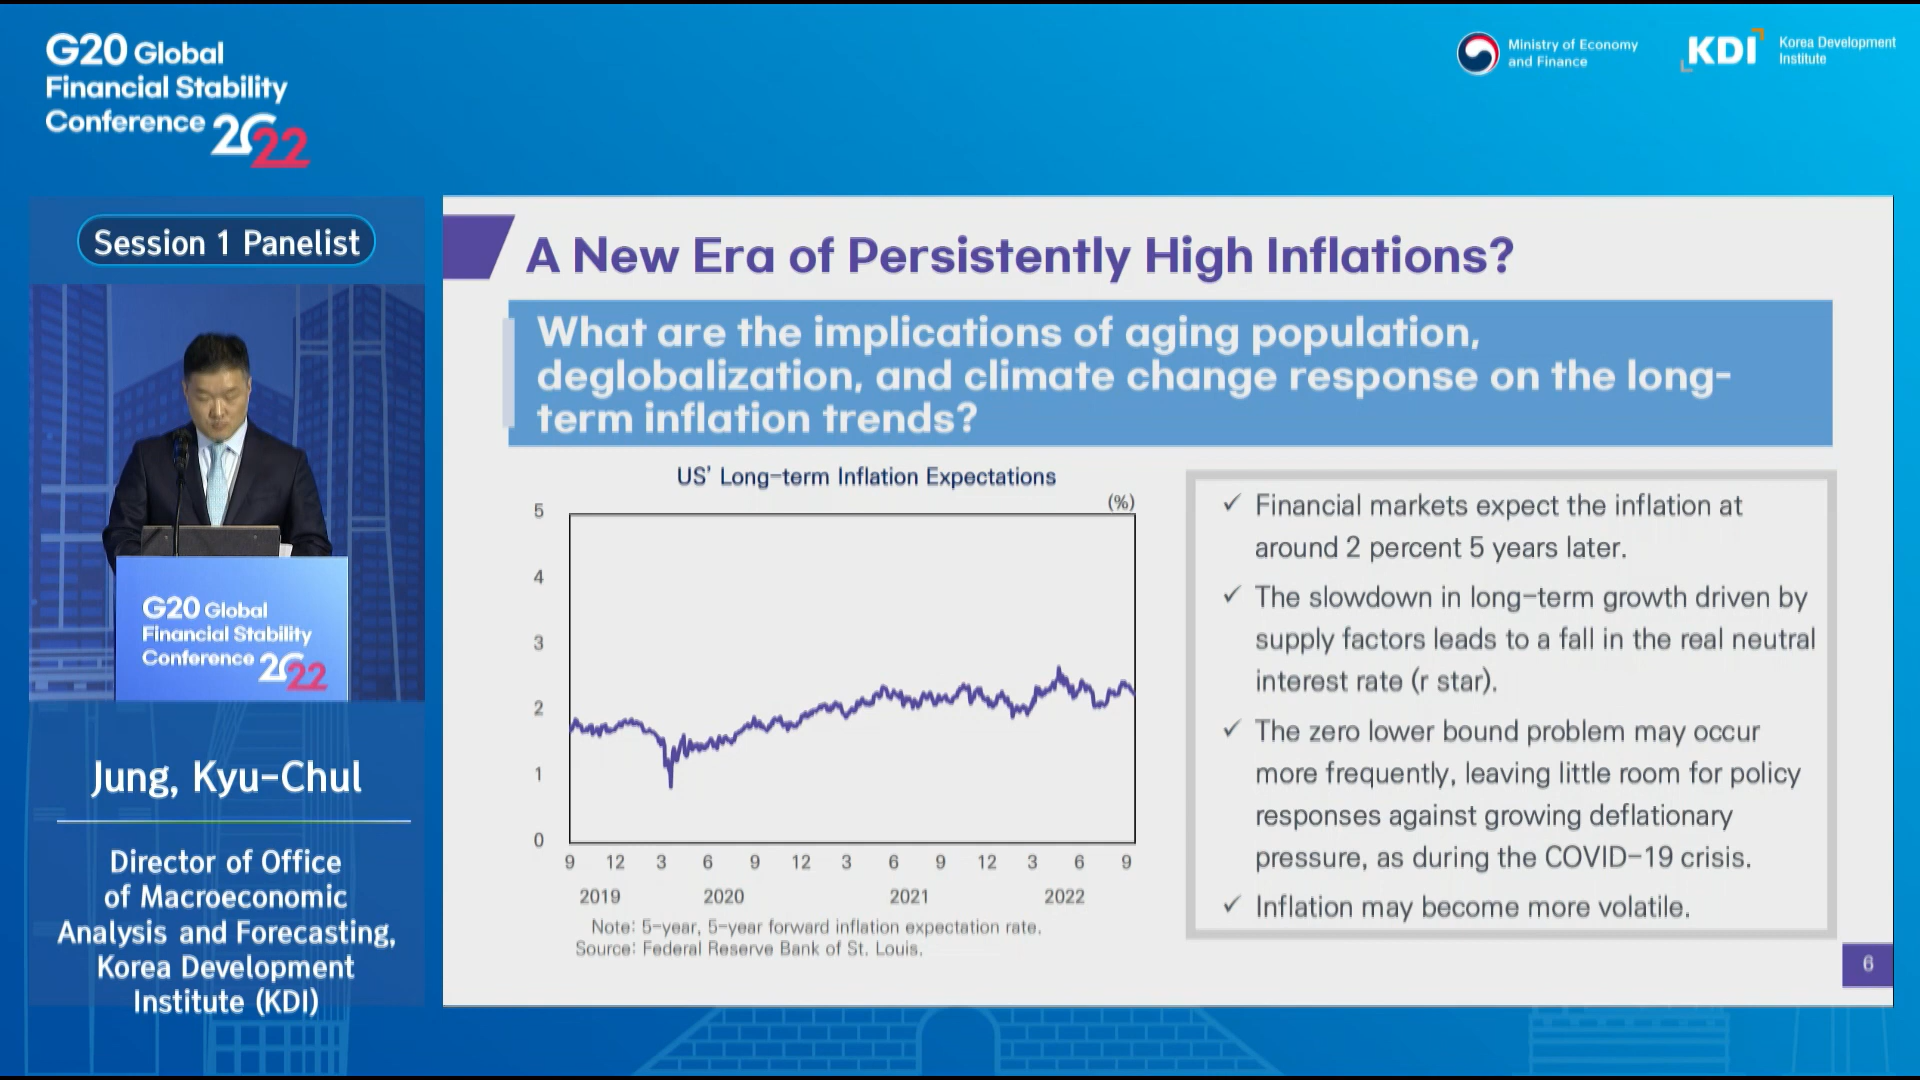 G20 Global
Financial Stability
Conference 2022
Ministry of Economy
and Finance
KDI
Korea Development
Institute
Session 1 Panelist
G20 Global
Financial Stability
Conference 2022
Jung, Kyu-Chul
Director of Office
of Macroeconomic
Analysis and Forecasting,
Korea Development
Institute (KDI)
A New Era of Persistently High Inflations?
What are the implications of aging population,
deglobalization, and climate change response on the long-
term inflation trends?
US' Long-term Inflation Expectations
(%)
5
4
3
2
1
0
9 12 3 6 9 12 3 6 9 12 3 6 9
2019 2020 2021 2022
Note: 5-year, 5-year forward inflation expectation rate.
Source: Federal Reserve Bank of St. Louis.
✓ Financial markets expect the inflation at
around 2 percent 5 years later.
✓ The slowdown in long-term growth driven by
supply factors leads to a fall in the real neutral
interest rate (r star).
✓ The zero lower bound problem may occur
more frequently, leaving little room for policy
responses against growing deflationary
pressure, as during the COVID-19 crisis.
✓ Inflation may become more volatile.
6